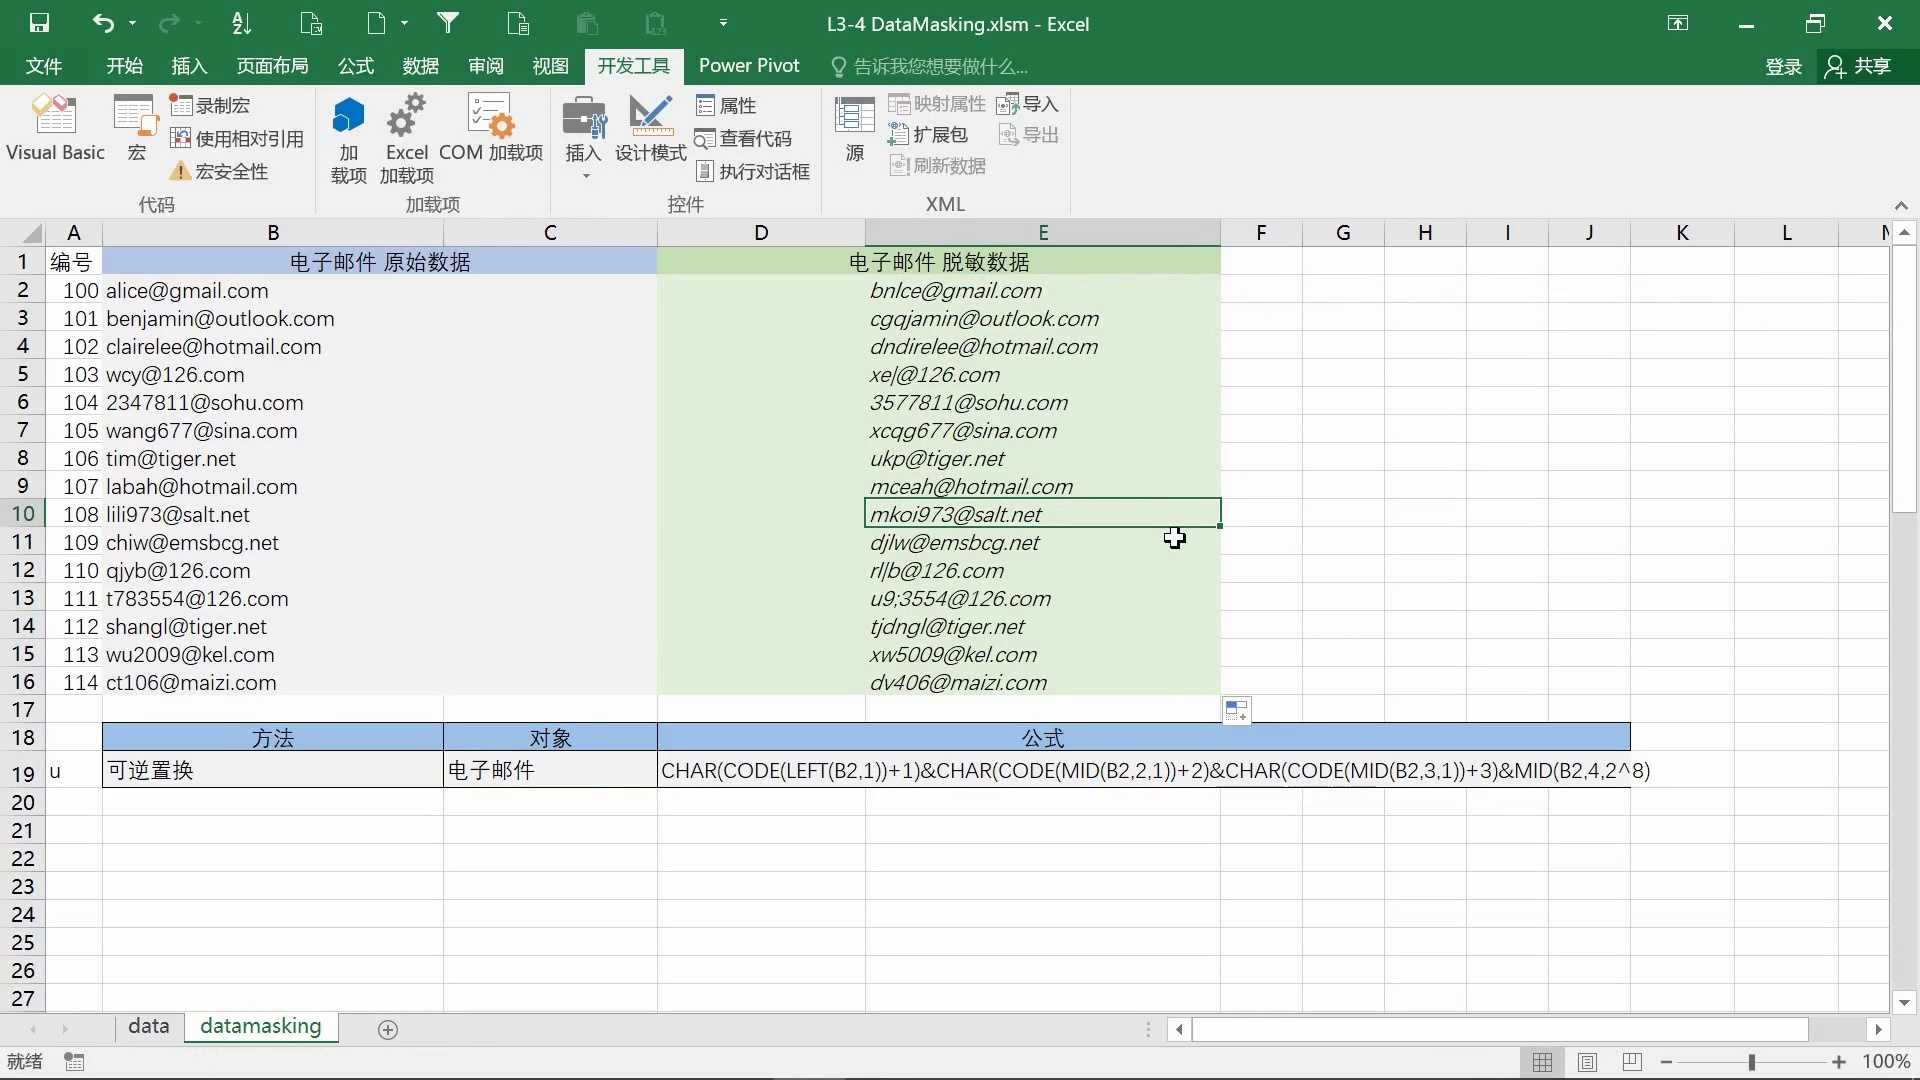 L3-4 DataMasking.xlsm - Excel
文件 开始 插入 页面布局 公式 数据 审阅 视图 开发工具 Power Pivot 告诉我您想要做什么... 登录 共享
Visual Basic 宏 录制宏 使用相对引用 宏安全性 代码
加载项 Excel 加载项 COM 加载项 加载项
插入 设计模式 属性 查看代码 执行对话框 控件
源 映射属性 扩展包 刷新数据 导入 导出 XML
A B C D E F G H I J K L
1 编号 电子邮件 原始数据 电子邮件 脱敏数据
2 100 alice@gmail.com bnlce@gmail.com
3 101 benjamin@outlook.com cgqjamin@outlook.com
4 102 clairelee@hotmail.com dndirelee@hotmail.com
5 103 wcy@126.com xe|@126.com
6 104 2347811@sohu.com 3577811@sohu.com
7 105 wang677@sina.com xcqg677@sina.com
8 106 tim@tiger.net ukp@tiger.net
9 107 labah@hotmail.com mceah@hotmail.com
10 108 lili973@salt.net mkoi973@salt.net
11 109 chiw@emsbcg.net djlw@emsbcg.net
12 110 qjyb@126.com rl|b@126.com
13 111 t783554@126.com u9;3554@126.com
14 112 shangl@tiger.net tjdngl@tiger.net
15 113 wu2009@kel.com xw5009@kel.com
16 114 ct106@maizi.com dv406@maizi.com
17
18 方法 对象 公式
19 u 可逆置换 电子邮件 CHAR(CODE(LEFT(B2,1))+1)&CHAR(CODE(MID(B2,2,1))+2)&CHAR(CODE(MID(B2,3,1))+3)&MID(B2,4,2^8)
20
21
22
23
24
25
26
27
data datamasking
就绪 100%